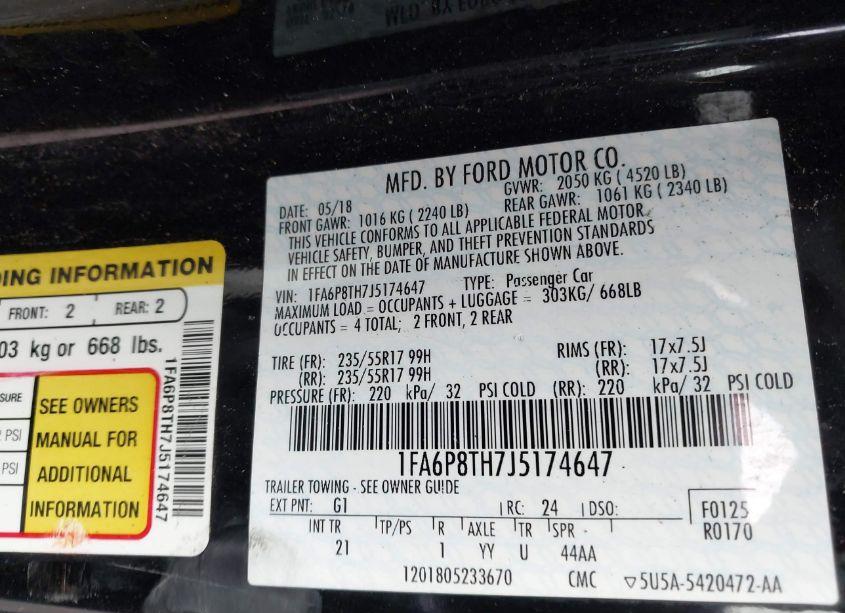 MFD. BY FORD MOTOR CO.
DATE: 05/18 GVWR: 2050 KG ( 4520 LB)
FRONT GAWR: 1016 KG ( 2240 LB) REAR GAWR: 1061 KG ( 2340 LB)
THIS VEHICLE CONFORMS TO ALL APPLICABLE FEDERAL MOTOR
VEHICLE SAFETY, BUMPER, AND THEFT PREVENTION STANDARDS
IN EFFECT ON THE DATE OF MANUFACTURE SHOWN ABOVE.
VIN: 1FA6P8TH7J5174647 TYPE: Passenger Car
MAXIMUM LOAD = OCCUPANTS + LUGGAGE = 303KG/ 668LB
OCCUPANTS = 4 TOTAL; 2 FRONT, 2 REAR
TIRE (FR): 235/55R17 99H RIMS (FR): 17x7.5J
(RR): 235/55R17 99H (RR): 17x7.5J
PRESSURE (FR): 220 kPa/ 32 PSI COLD (RR): 220 kPa/ 32 PSI COLD
1FA6P8TH7J5174647
TRAILER TOWING - SEE OWNER GUIDE
EXT PNT: G1 RC: 24 DSO: F0125
R0170
INT TR TP/PS R AXLE TR SPR
21 1 YY U 44AA
1201805233670 CMC ▽5U5A-5420472-AA
DING INFORMATION
FRONT: 2 REAR: 2
03 kg or 668 lbs.
SURE
PSI
PSI
SEE OWNERS
MANUAL FOR
ADDITIONAL
INFORMATION
1FA6P8TH7J5174647